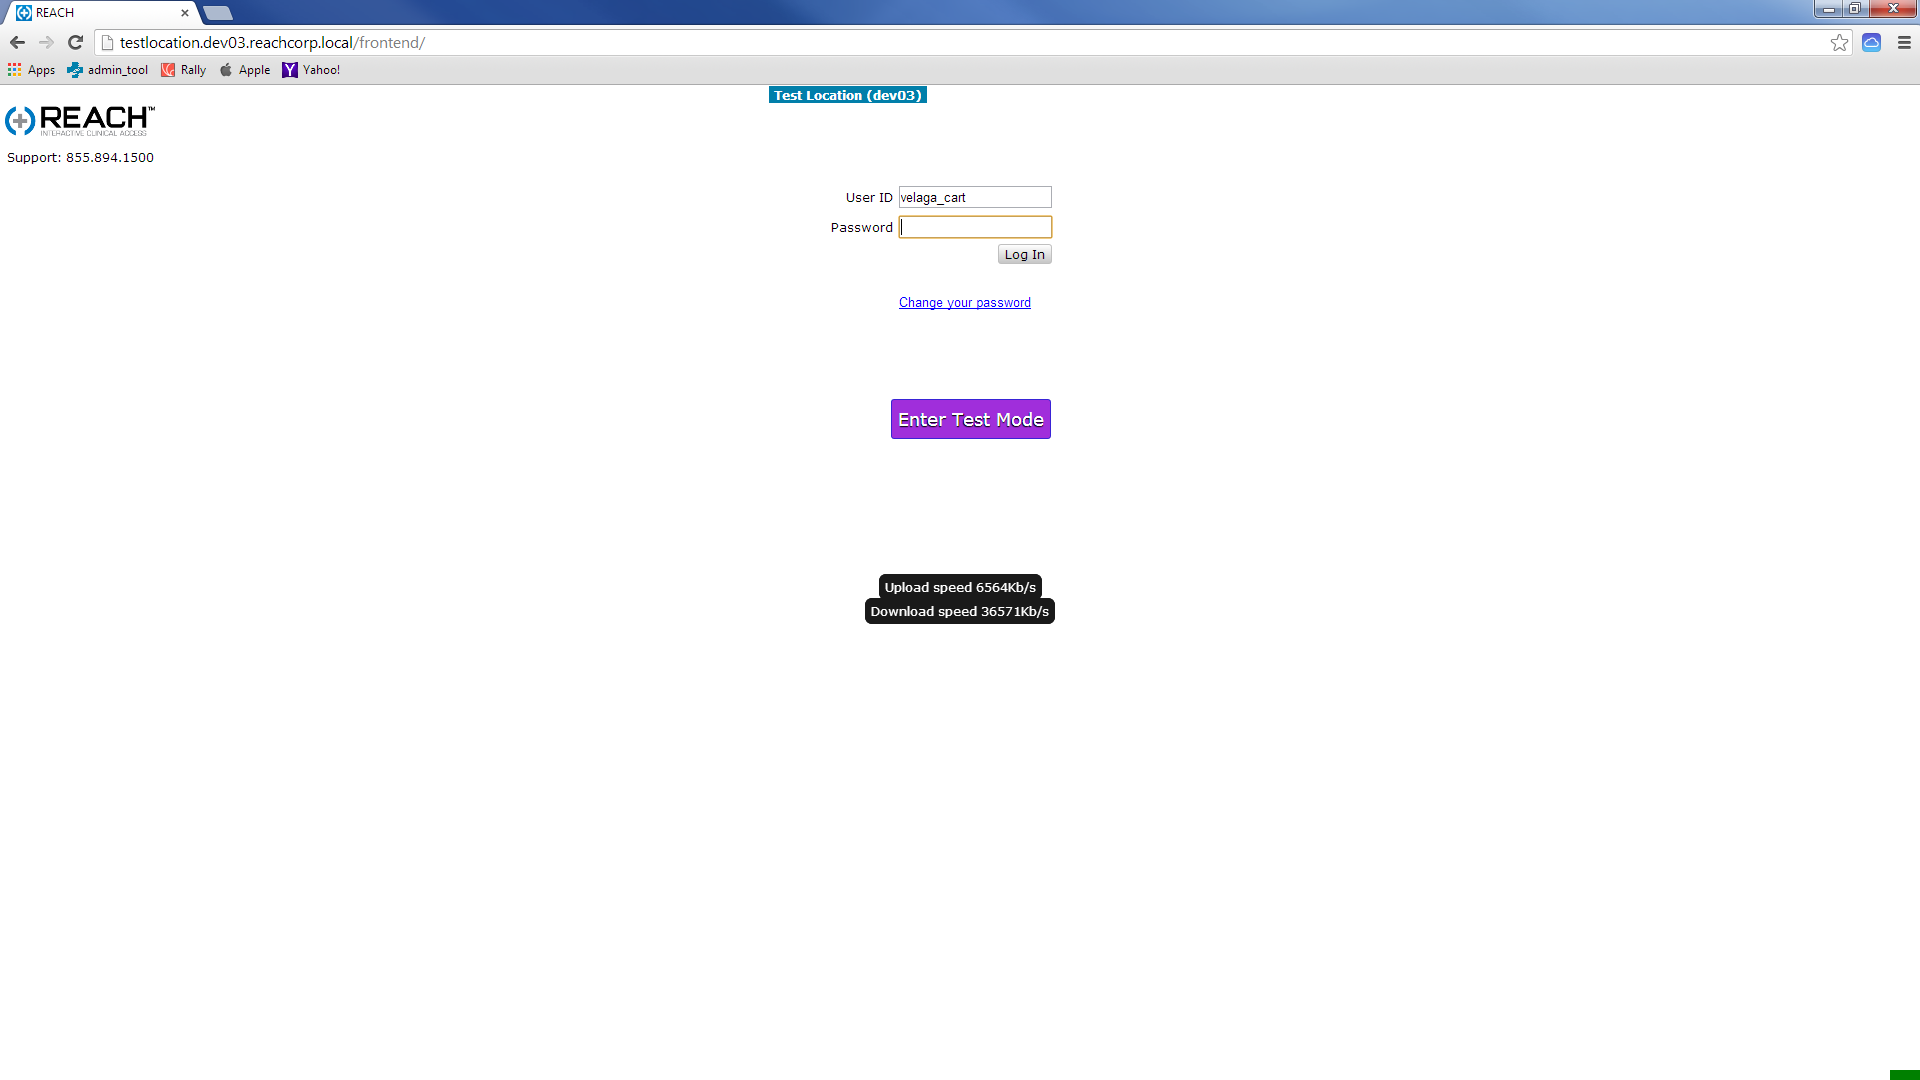 REACH
testlocation.dev03.reachcorp.local/frontend/
Apps admin_tool Rally Apple Yahoo!
Test Location (dev03)
REACH™
INTERACTIVE CLINICAL ACCESS
Support: 855.894.1500
User ID velaga_cart
Password
Log In
Change your password
Enter Test Mode
Upload speed 6564Kb/s
Download speed 36571Kb/s